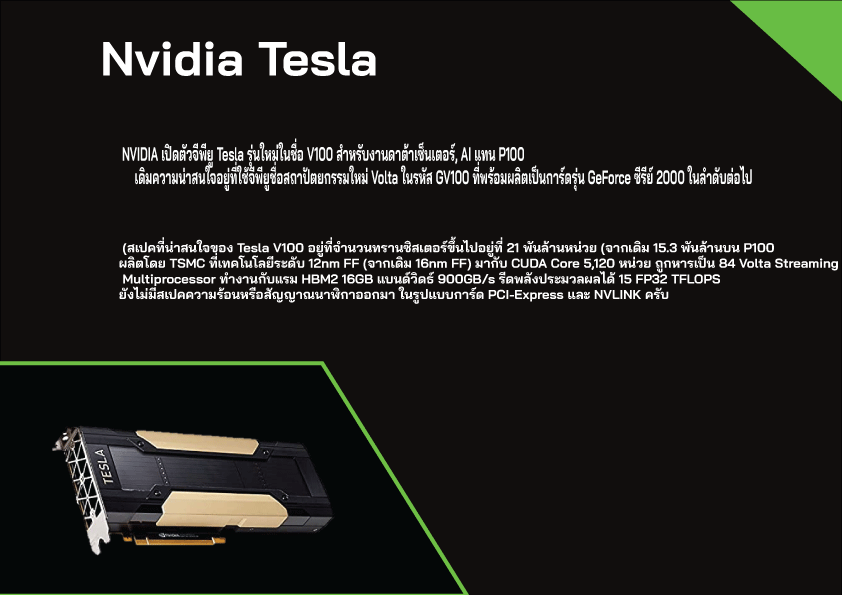 Nvidia Tesla
NVIDIA เปิดตัวจีพียู Tesla รุ่นใหม่ในชื่อ V100 สำหรับงานดาต้าเซ็นเตอร์, AI แทน P100
เดิมความน่าสนใจอยู่ที่ใช้จีพียูชื่อสถาปัตยกรรมใหม่ Volta ในรหัส GV100 ที่พร้อมผลิตเป็นการ์ดรุ่น GeForce ซีรีย์ 2000 ในลำดับต่อไป
(สเปคที่น่าสนใจของ Tesla V100 อยู่ที่จำนวนทรานซิสเตอร์ขึ้นไปอยู่ที่ 21 พันล้านหน่วย (จากเดิม 15.3 พันล้านบน P100
ผลิตโดย TSMC ที่เทคโนโลยีระดับ 12nm FF (จากเดิม 16nm FF) มากับ CUDA Core 5,120 หน่วย ถูกหารเป็น 84 Volta Streaming
Multiprocessor ทำงานกับแรม HBM2 16GB แบนด์วิดธ์ 900GB/s รีดพลังประมวลผลได้ 15 FP32 TFLOPS
ยังไม่มีสเปคความร้อนหรือสัญญาณนาฬิกาออกมา ในรูปแบบการ์ด PCI-Express และ NVLINK ครับ
TESLA